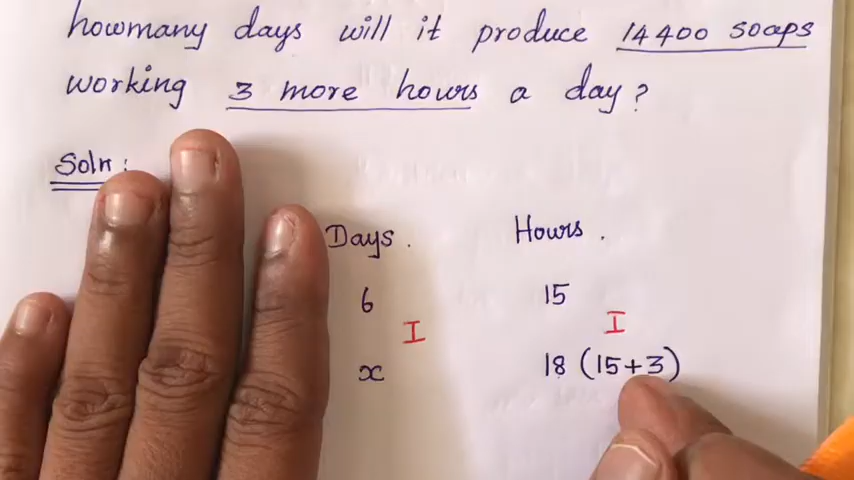 howmany days will it produce 14400 soaps
working 3 more hours a day?
Soln:
Days. Hours.
6 15
I I
x 18 (15+3)